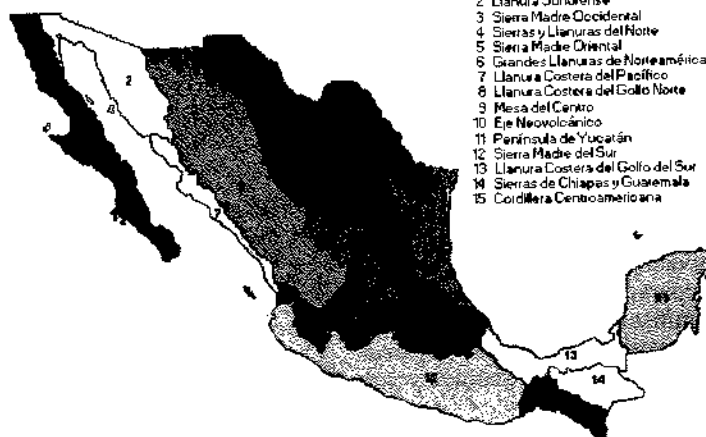 2 Llanura Sonorense
3 Sierra Madre Occidental
4 Sierras y Llanuras del Norte
5 Sierra Madre Oriental
6 Grandes Llanuras de Norteamérica
7 Llanura Costera del Pacífico
8 Llanura Costera del Golfo Norte
9 Mesa del Centro
10 Eje Neovolcánico
11 Península de Yucatán
12 Sierra Madre del Sur
13 Llanura Costera del Golfo del Sur
14 Sierras de Chiapas y Guatemala
15 Cordillera Centroamericana
2
7
13
14